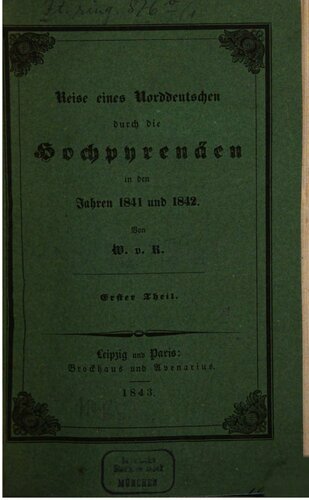 Reise eines Norddeutschen
durch die
Hochpyrenäen
in den
Jahren 1841 und 1842.
Von
W. v. R.
Erster Theil.
Leipzig und Paris:
Brockhaus und Avenarius.
1843.
MÜNCHEN